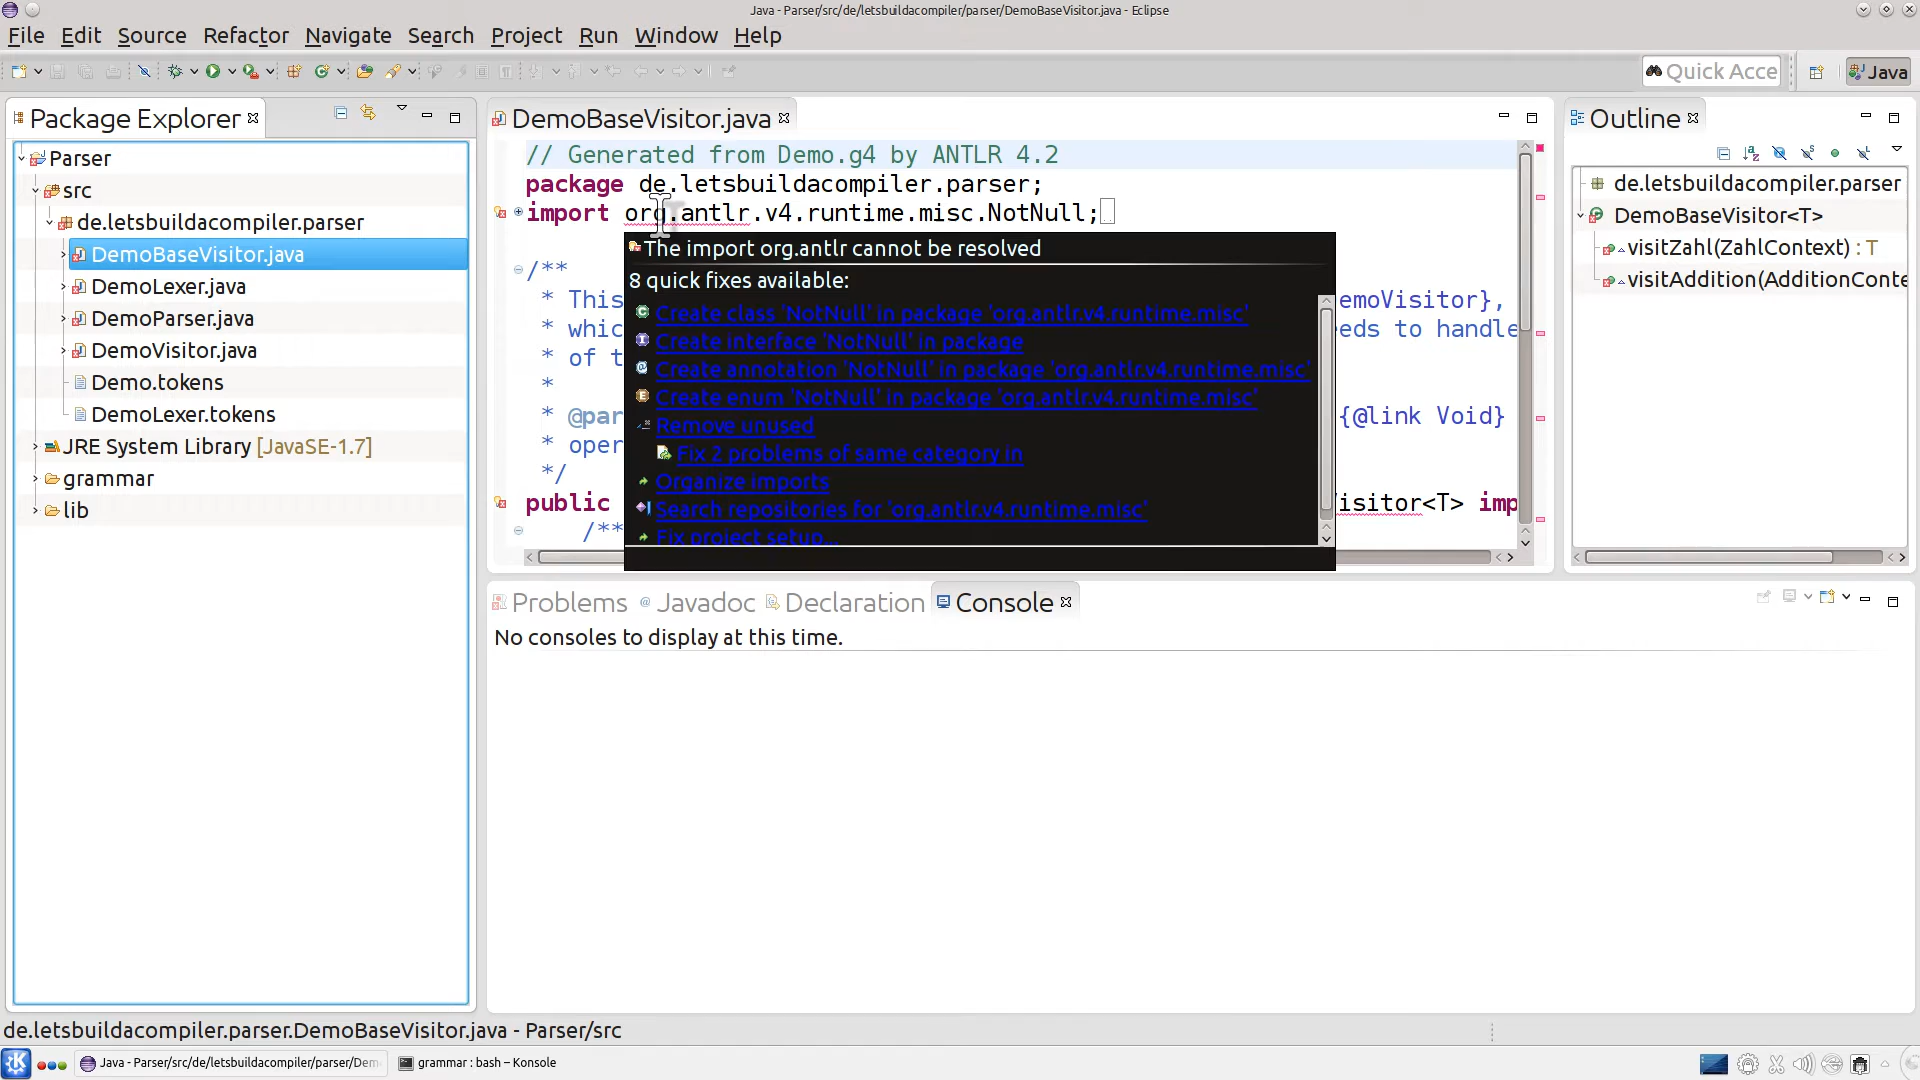 Java - Parser/src/de/letsbuildacompiler/parser/DemoBaseVisitor.java - Eclipse
File Edit Source Refactor Navigate Search Project Run Window Help
Quick Acce
Java
Package Explorer
Parser
src
de.letsbuildacompiler.parser
DemoBaseVisitor.java
DemoLexer.java
DemoParser.java
DemoVisitor.java
Demo.tokens
DemoLexer.tokens
JRE System Library [JavaSE-1.7]
grammar
lib
DemoBaseVisitor.java
// Generated from Demo.g4 by ANTLR 4.2
package de.letsbuildacompiler.parser;
import org.antlr.v4.runtime.misc.NotNull;
/**
* This emoVisitor},
* whic eeds to handle
* of t
*
* @par {@link Void}
* oper
*/
public isitor<T> imp
/**
The import org.antlr cannot be resolved
8 quick fixes available:
Create class 'NotNull' in package 'org.antlr.v4.runtime.misc'
Create interface 'NotNull' in package
Create annotation 'NotNull' in package 'org.antlr.v4.runtime.misc'
Create enum 'NotNull' in package 'org.antlr.v4.runtime.misc'
Remove unused
Fix 2 problems of same category in
Organize imports
Search repositories for 'org.antlr.v4.runtime.misc'
Fix project setup...
Outline
de.letsbuildacompiler.parser
DemoBaseVisitor<T>
visitZahl(ZahlContext) : T
visitAddition(AdditionConte
Problems @ Javadoc Declaration Console
No consoles to display at this time.
de.letsbuildacompiler.parser.DemoBaseVisitor.java - Parser/src
Java - Parser/src/de/letsbuildacompiler/parser/Dem
grammar : bash – Konsole